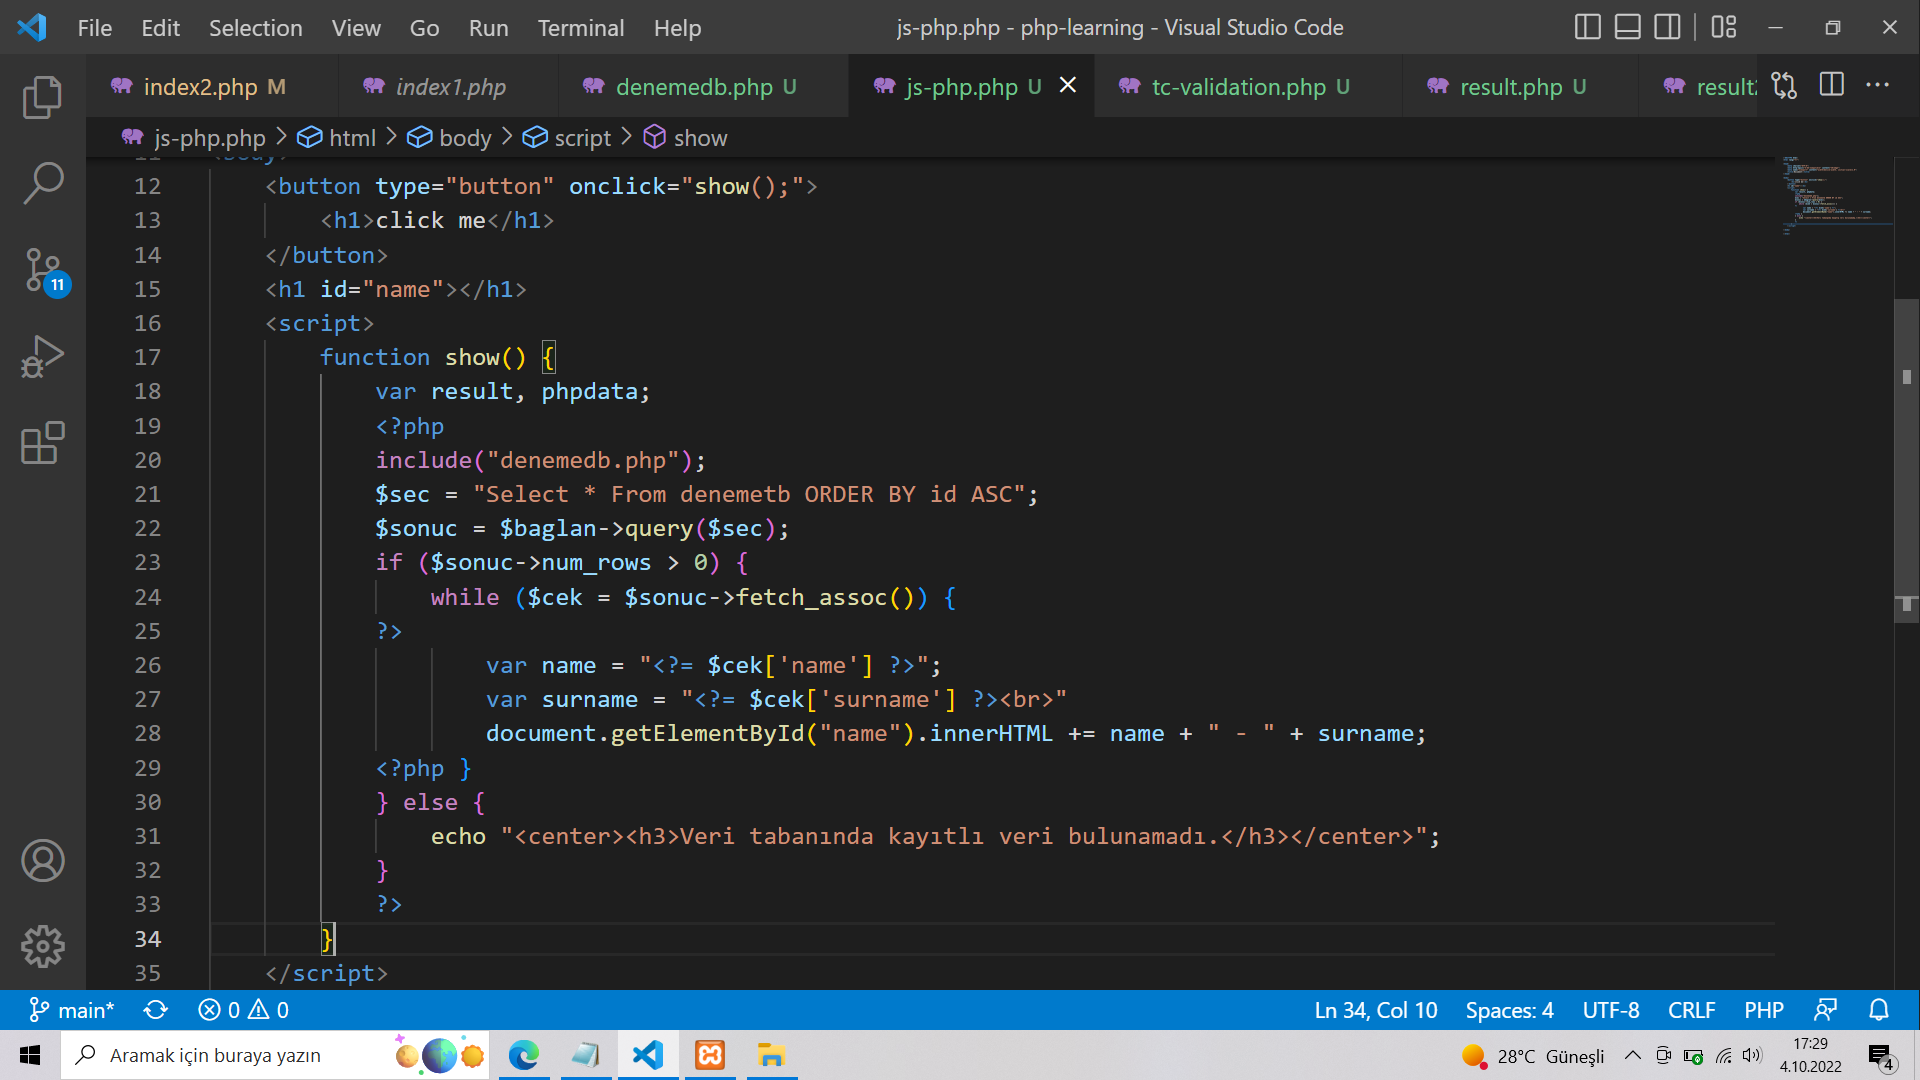 File Edit Selection View Go Run Terminal Help js-php.php - php-learning - Visual Studio Code
index2.php M index1.php denemedb.php U js-php.php U tc-validation.php U result.php U result
js-php.php > html > body > script > show
12 <button type="button" onclick="show();">
13 <h1>click me</h1>
14 </button>
15 <h1 id="name"></h1>
16 <script>
17 function show() {
18 var result, phpdata;
19 <?php
20 include("denemedb.php");
21 $sec = "Select * From denemetb ORDER BY id ASC";
22 $sonuc = $baglan->query($sec);
23 if ($sonuc->num_rows > 0) {
24 while ($cek = $sonuc->fetch_assoc()) {
25 ?>
26 var name = "<?= $cek['name'] ?>";
27 var surname = "<?= $cek['surname'] ?><br>"
28 document.getElementById("name").innerHTML += name + " - " + surname;
29 <?php }
30 } else {
31 echo "<center><h3>Veri tabanında kayıtlı veri bulunamadı.</h3></center>";
32 }
33 ?>
34 }
35 </script>
11
main* 0 0 Ln 34, Col 10 Spaces: 4 UTF-8 CRLF PHP
Aramak için buraya yazın 28°C Güneşli 17:29
4.10.2022 4